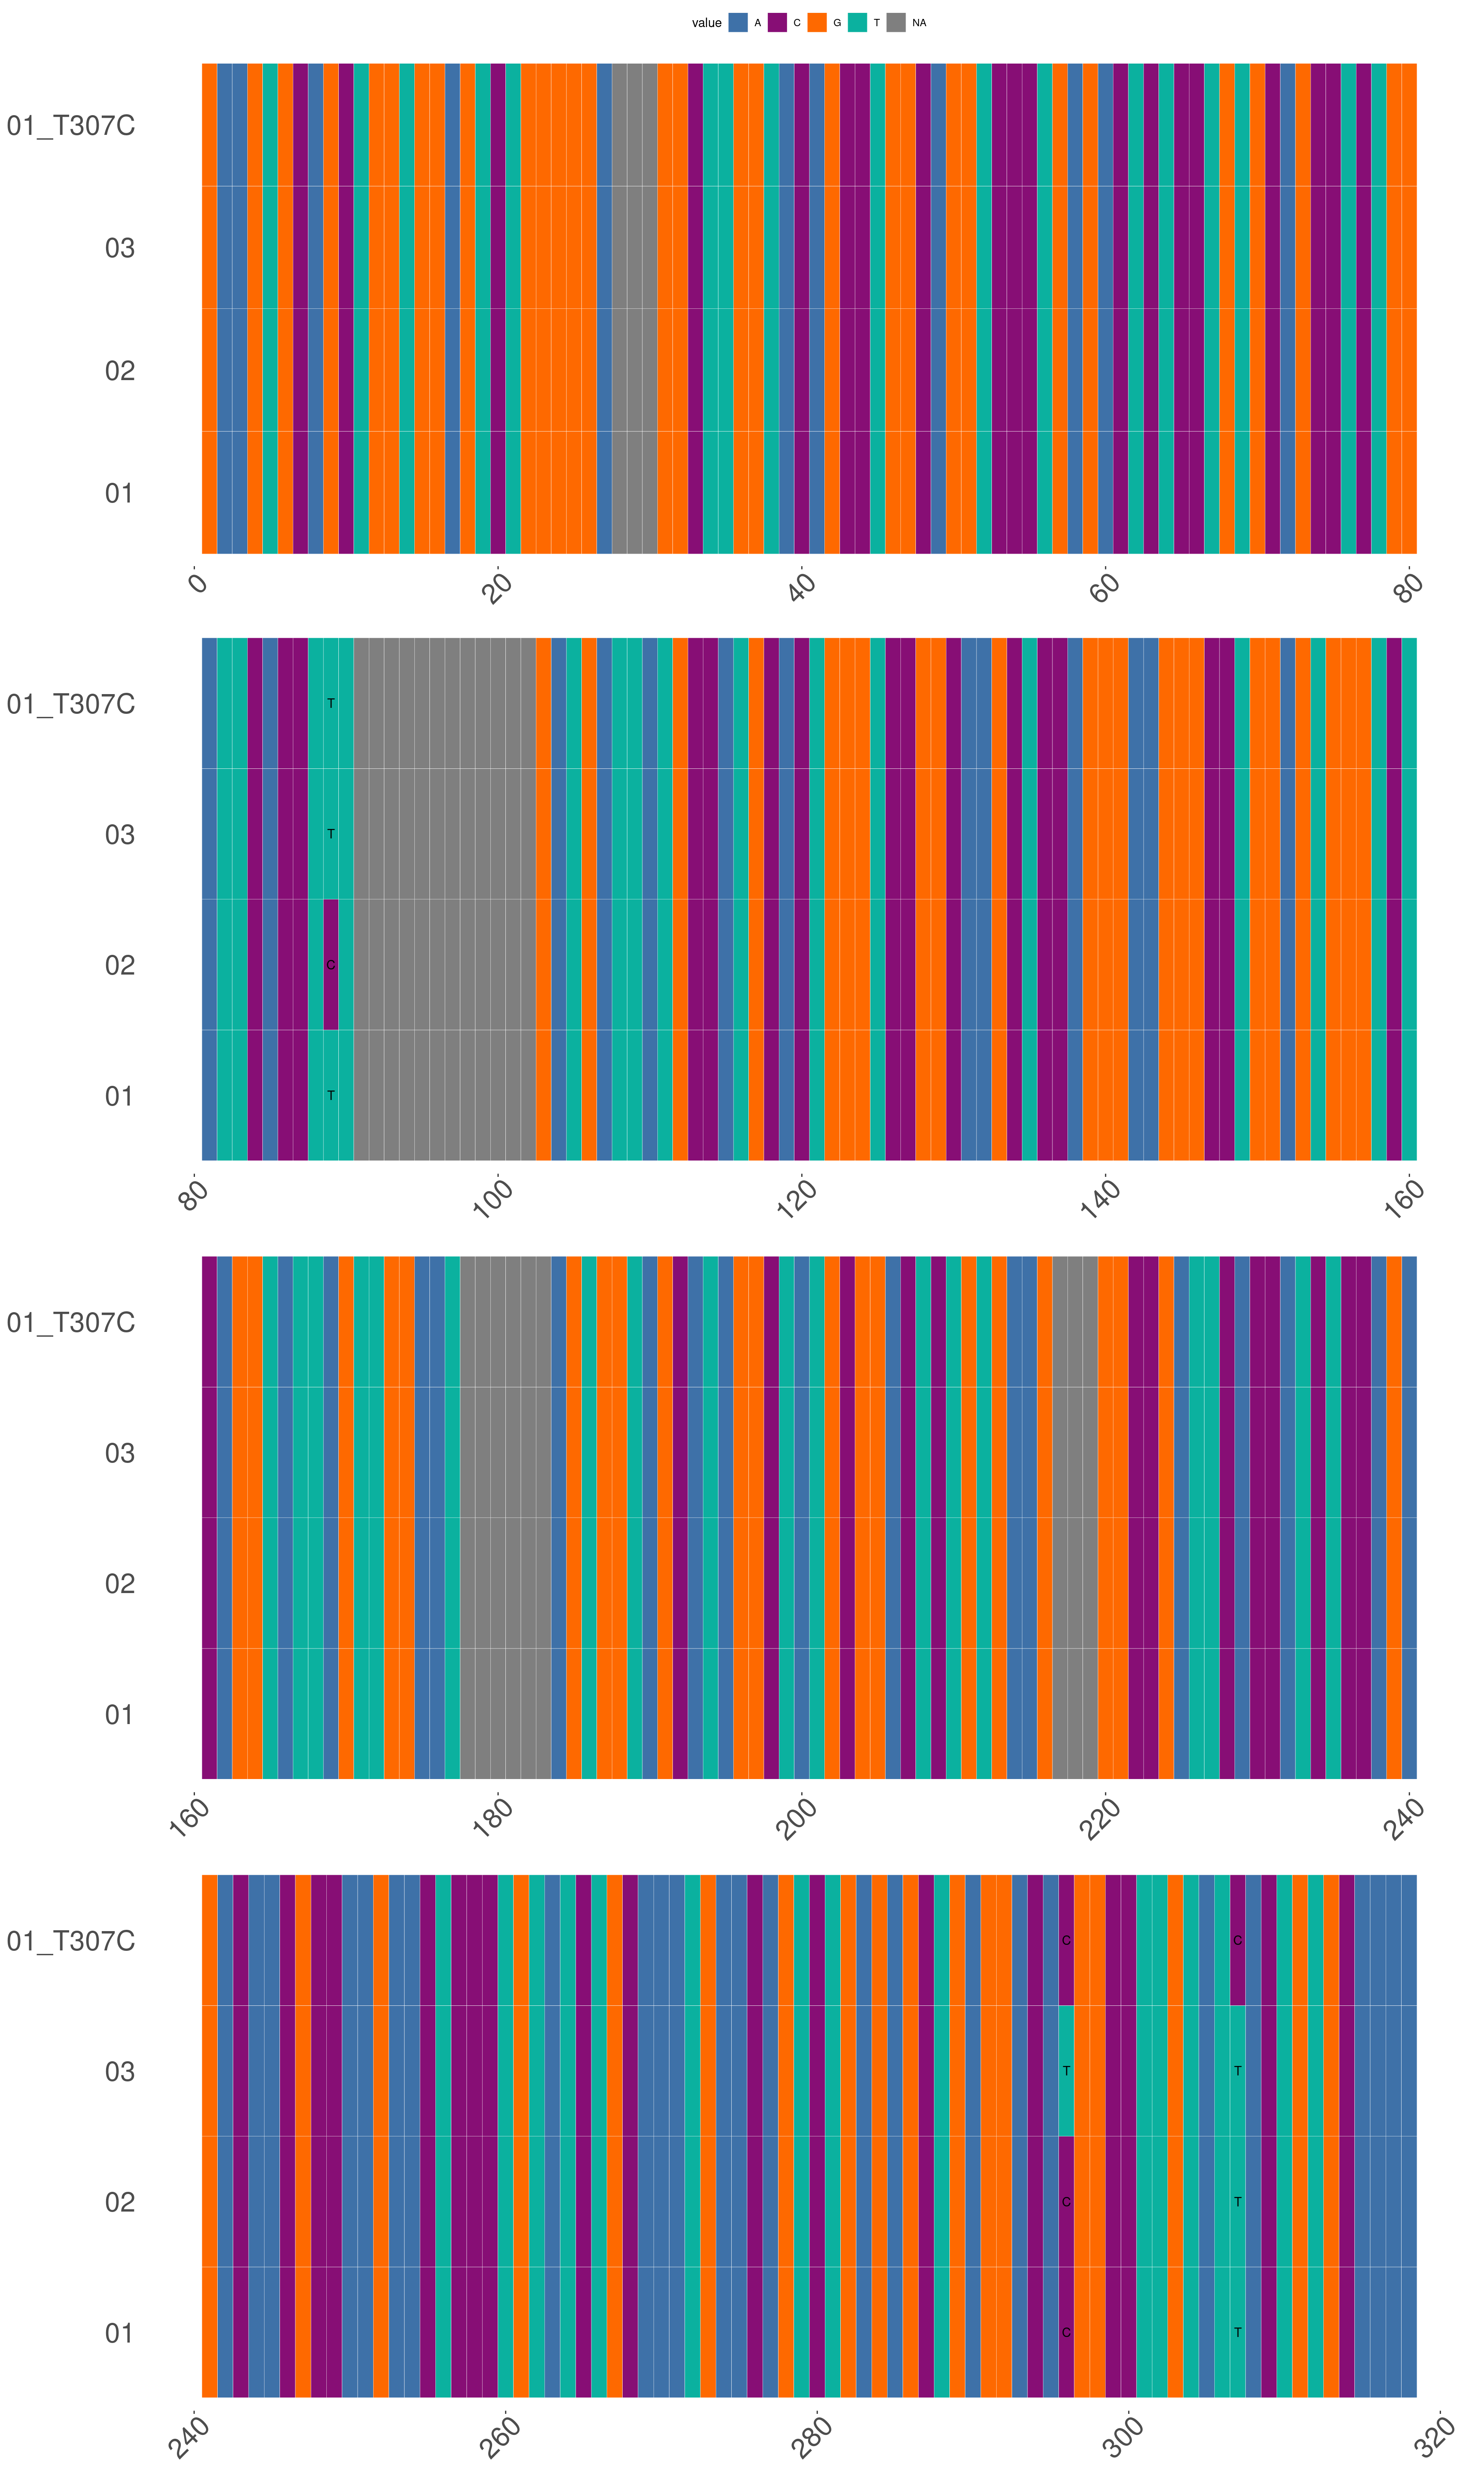 value A C G T NA
01_T307C
03
02
01
0 20 40 60 80
01_T307C T
03 T
02 C
01 T
80 100 120 140 160
01_T307C
03
02
01
160 180 200 220 240
01_T307C C C
03 T T
02 C T
01 C T
240 260 280 300 320